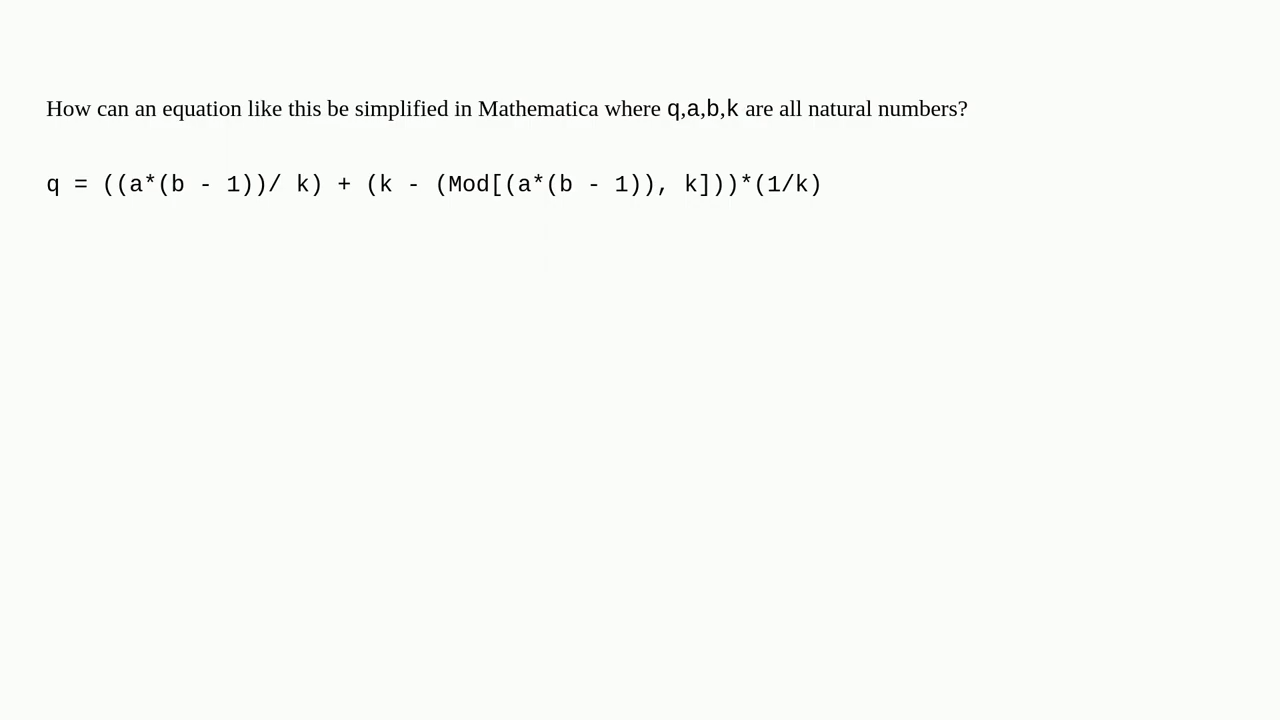 How can an equation like this be simplified in Mathematica where q,a,b,k are all natural numbers?
q = ((a*(b - 1))/ k) + (k - (Mod[(a*(b - 1)), k]))*(1/k)